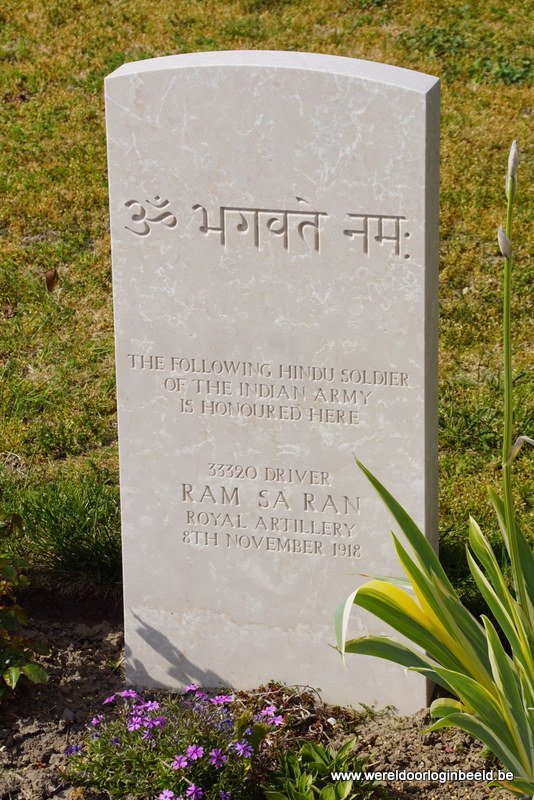 ॐ भगवते नमः
THE FOLLOWING HINDU SOLDIER
OF THE INDIAN ARMY
IS HONOURED HERE
33320 DRIVER
RAM SA RAN
ROYAL ARTILLERY
8TH NOVEMBER 1918
www.wereldoorloginbeeld.be